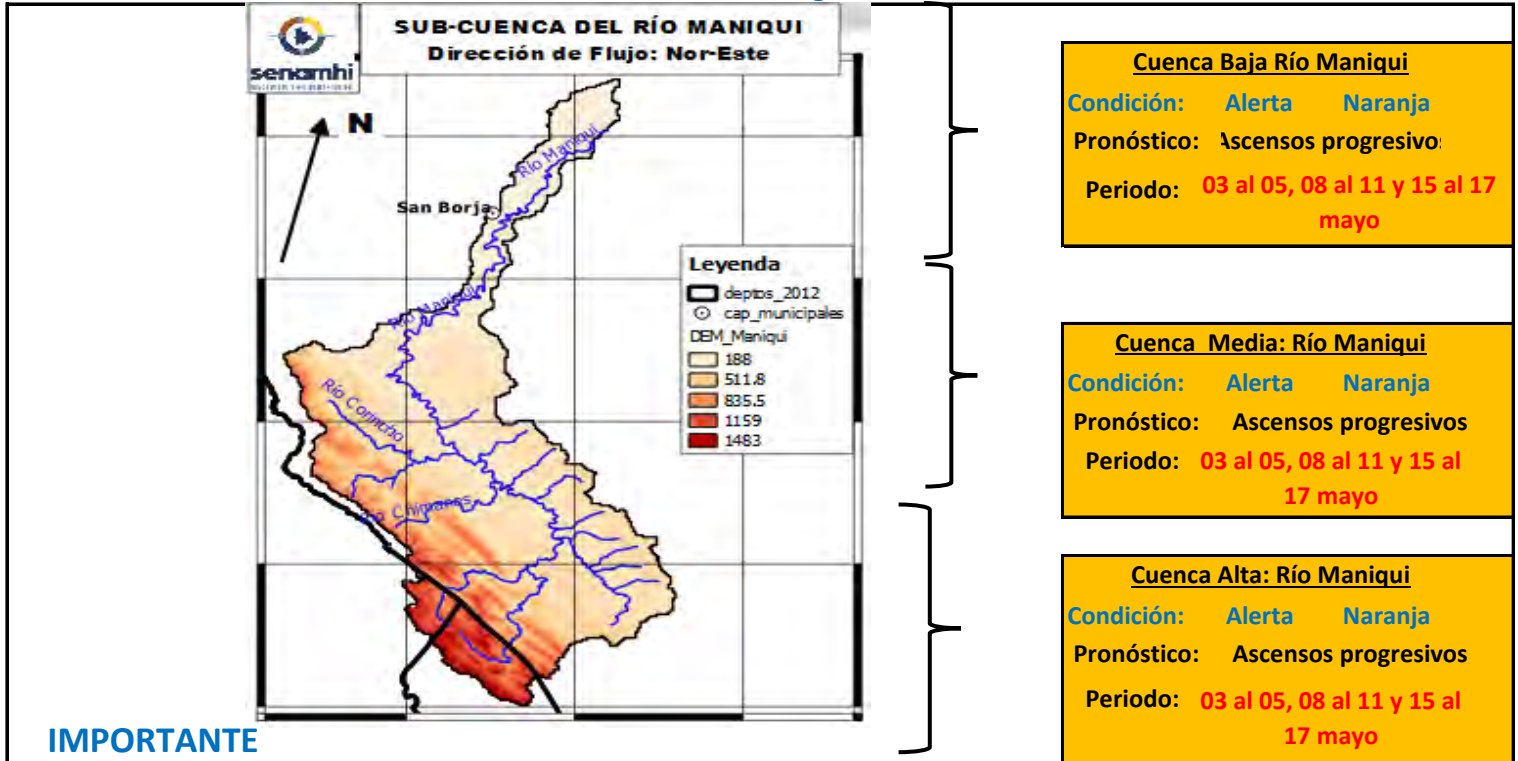 SUB-CUENCA DEL RÍO MANIQUI
Dirección de Flujo: Nor-Este
senamhi
N
Río Maniqui
San Borja
Río Maniqui
Río Corincho
Río Chimanes
Leyenda
deptos_2012
cap_municipales
DEM_Maniqui
188
511.8
835.5
1159
1483
IMPORTANTE
Cuenca Baja Río Maniqui
Condición: Alerta Naranja
Pronóstico: Ascensos progresivo
Periodo: 03 al 05, 08 al 11 y 15 al 17
mayo
Cuenca Media: Río Maniqui
Condición: Alerta Naranja
Pronóstico: Ascensos progresivos
Periodo: 03 al 05, 08 al 11 y 15 al
17 mayo
Cuenca Alta: Río Maniqui
Condición: Alerta Naranja
Pronóstico: Ascensos progresivos
Periodo: 03 al 05, 08 al 11 y 15 al
17 mayo